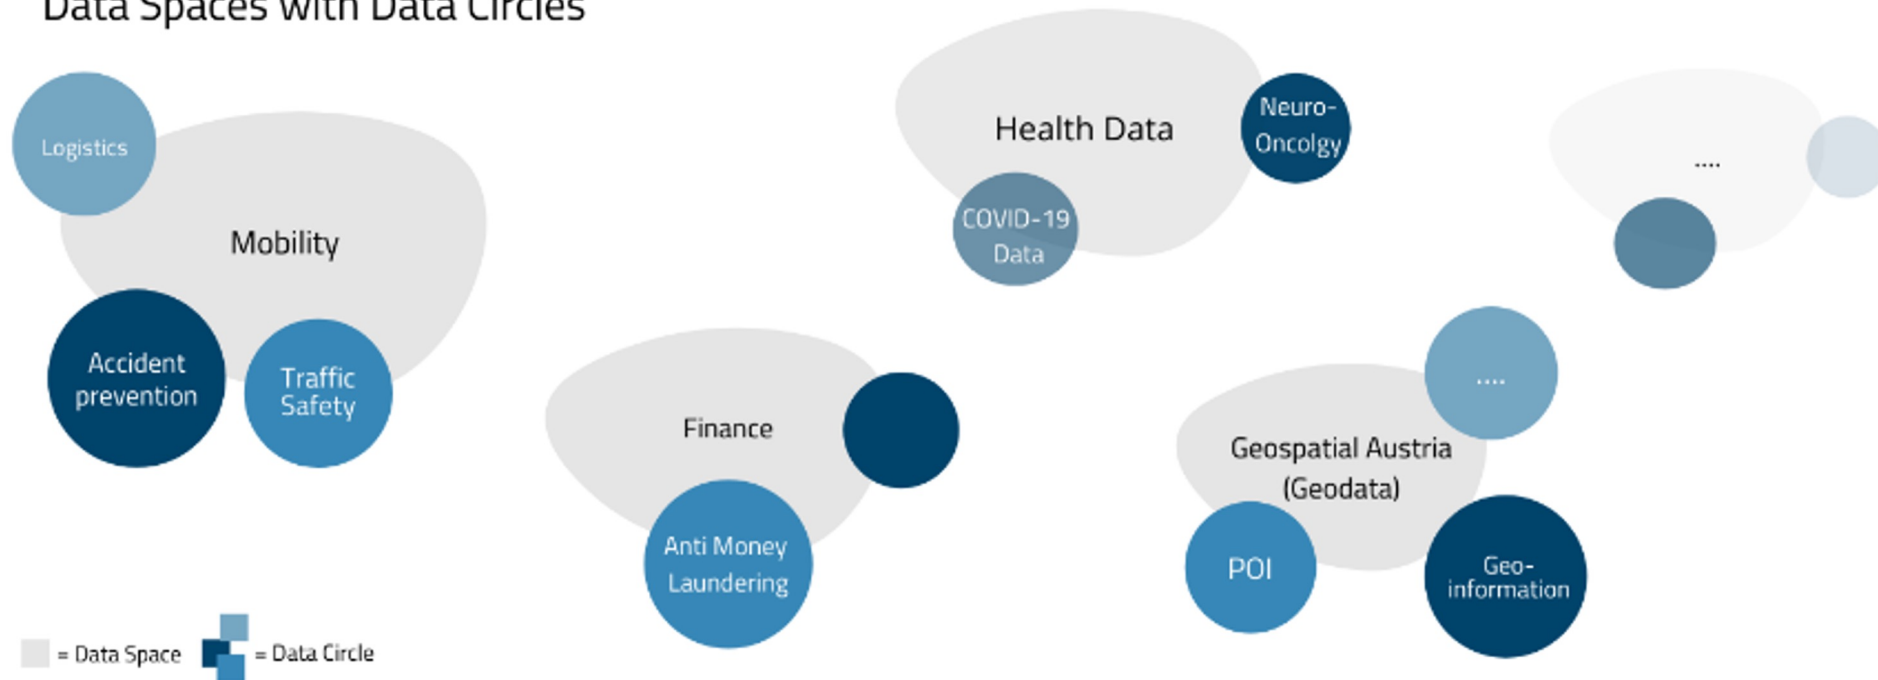 Data Spaces with Data Circles
Logistics
Mobility
Accident
prevention
Traffic
Safety
Health Data
Neuro-
Oncolgy
COVID-19
Data
....
Finance
Anti Money
Laundering
....
Geospatial Austria
(Geodata)
POI
Geo-
information
= Data Space
= Data Circle